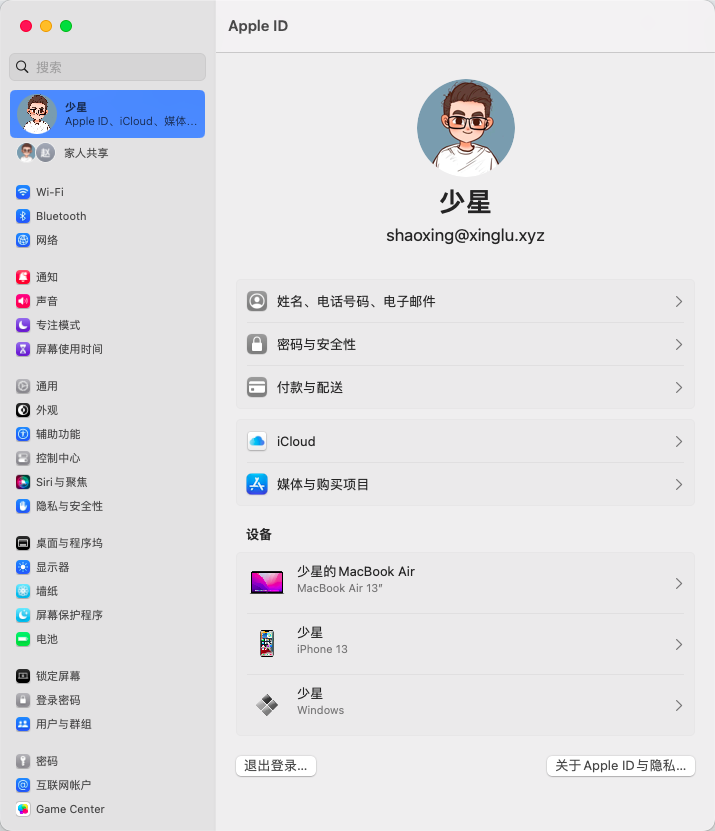 Apple ID
搜索
少星
Apple ID、iCloud、媒体...
赵
家人共享
Wi-Fi
Bluetooth
网络
通知
声音
专注模式
屏幕使用时间
通用
外观
辅助功能
控制中心
Siri与聚焦
隐私与安全性
桌面与程序坞
显示器
墙纸
屏幕保护程序
电池
锁定屏幕
登录密码
用户与群组
密码
互联网帐户
Game Center
少星
shaoxing@xinglu.xyz
姓名、电话号码、电子邮件
密码与安全性
付款与配送
iCloud
媒体与购买项目
设备
少星的MacBook Air
MacBook Air 13″
少星
iPhone 13
少星
Windows
退出登录...
关于Apple ID与隐私...